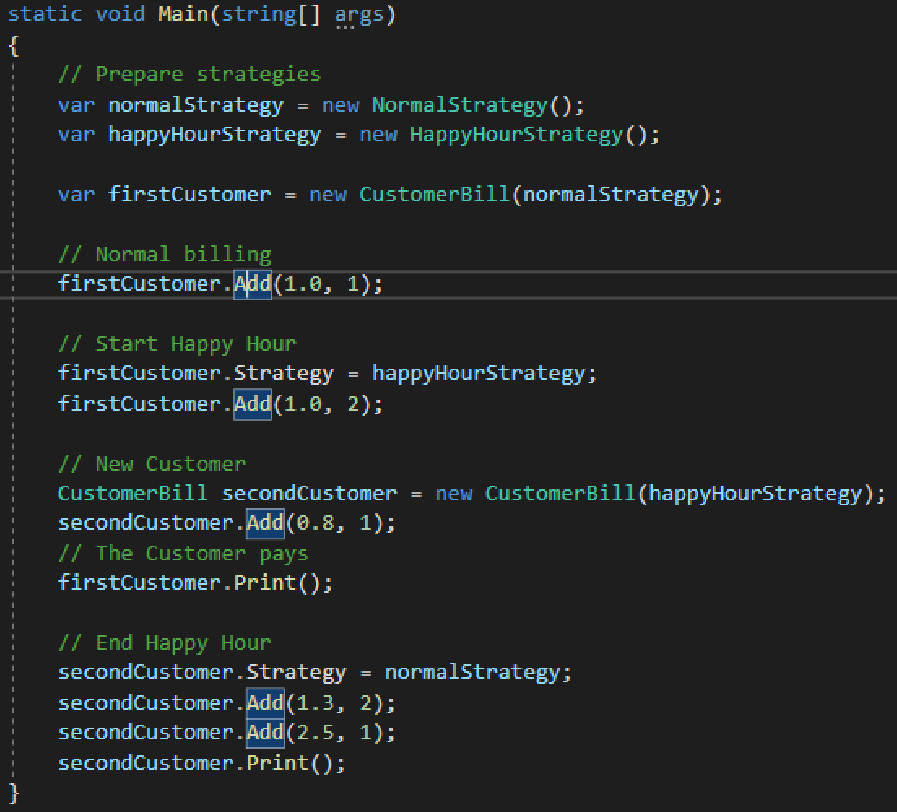 static void Main(string[] args)
{
// Prepare strategies
var normalStrategy = new NormalStrategy();
var happyHourStrategy = new HappyHourStrategy();
var firstCustomer = new CustomerBill(normalStrategy);
// Normal billing
firstCustomer.Add(1.0, 1);
// Start Happy Hour
firstCustomer.Strategy = happyHourStrategy;
firstCustomer.Add(1.0, 2);
// New Customer
CustomerBill secondCustomer = new CustomerBill(happyHourStrategy);
secondCustomer.Add(0.8, 1);
// The Customer pays
firstCustomer.Print();
// End Happy Hour
secondCustomer.Strategy = normalStrategy;
secondCustomer.Add(1.3, 2);
secondCustomer.Add(2.5, 1);
secondCustomer.Print();
}